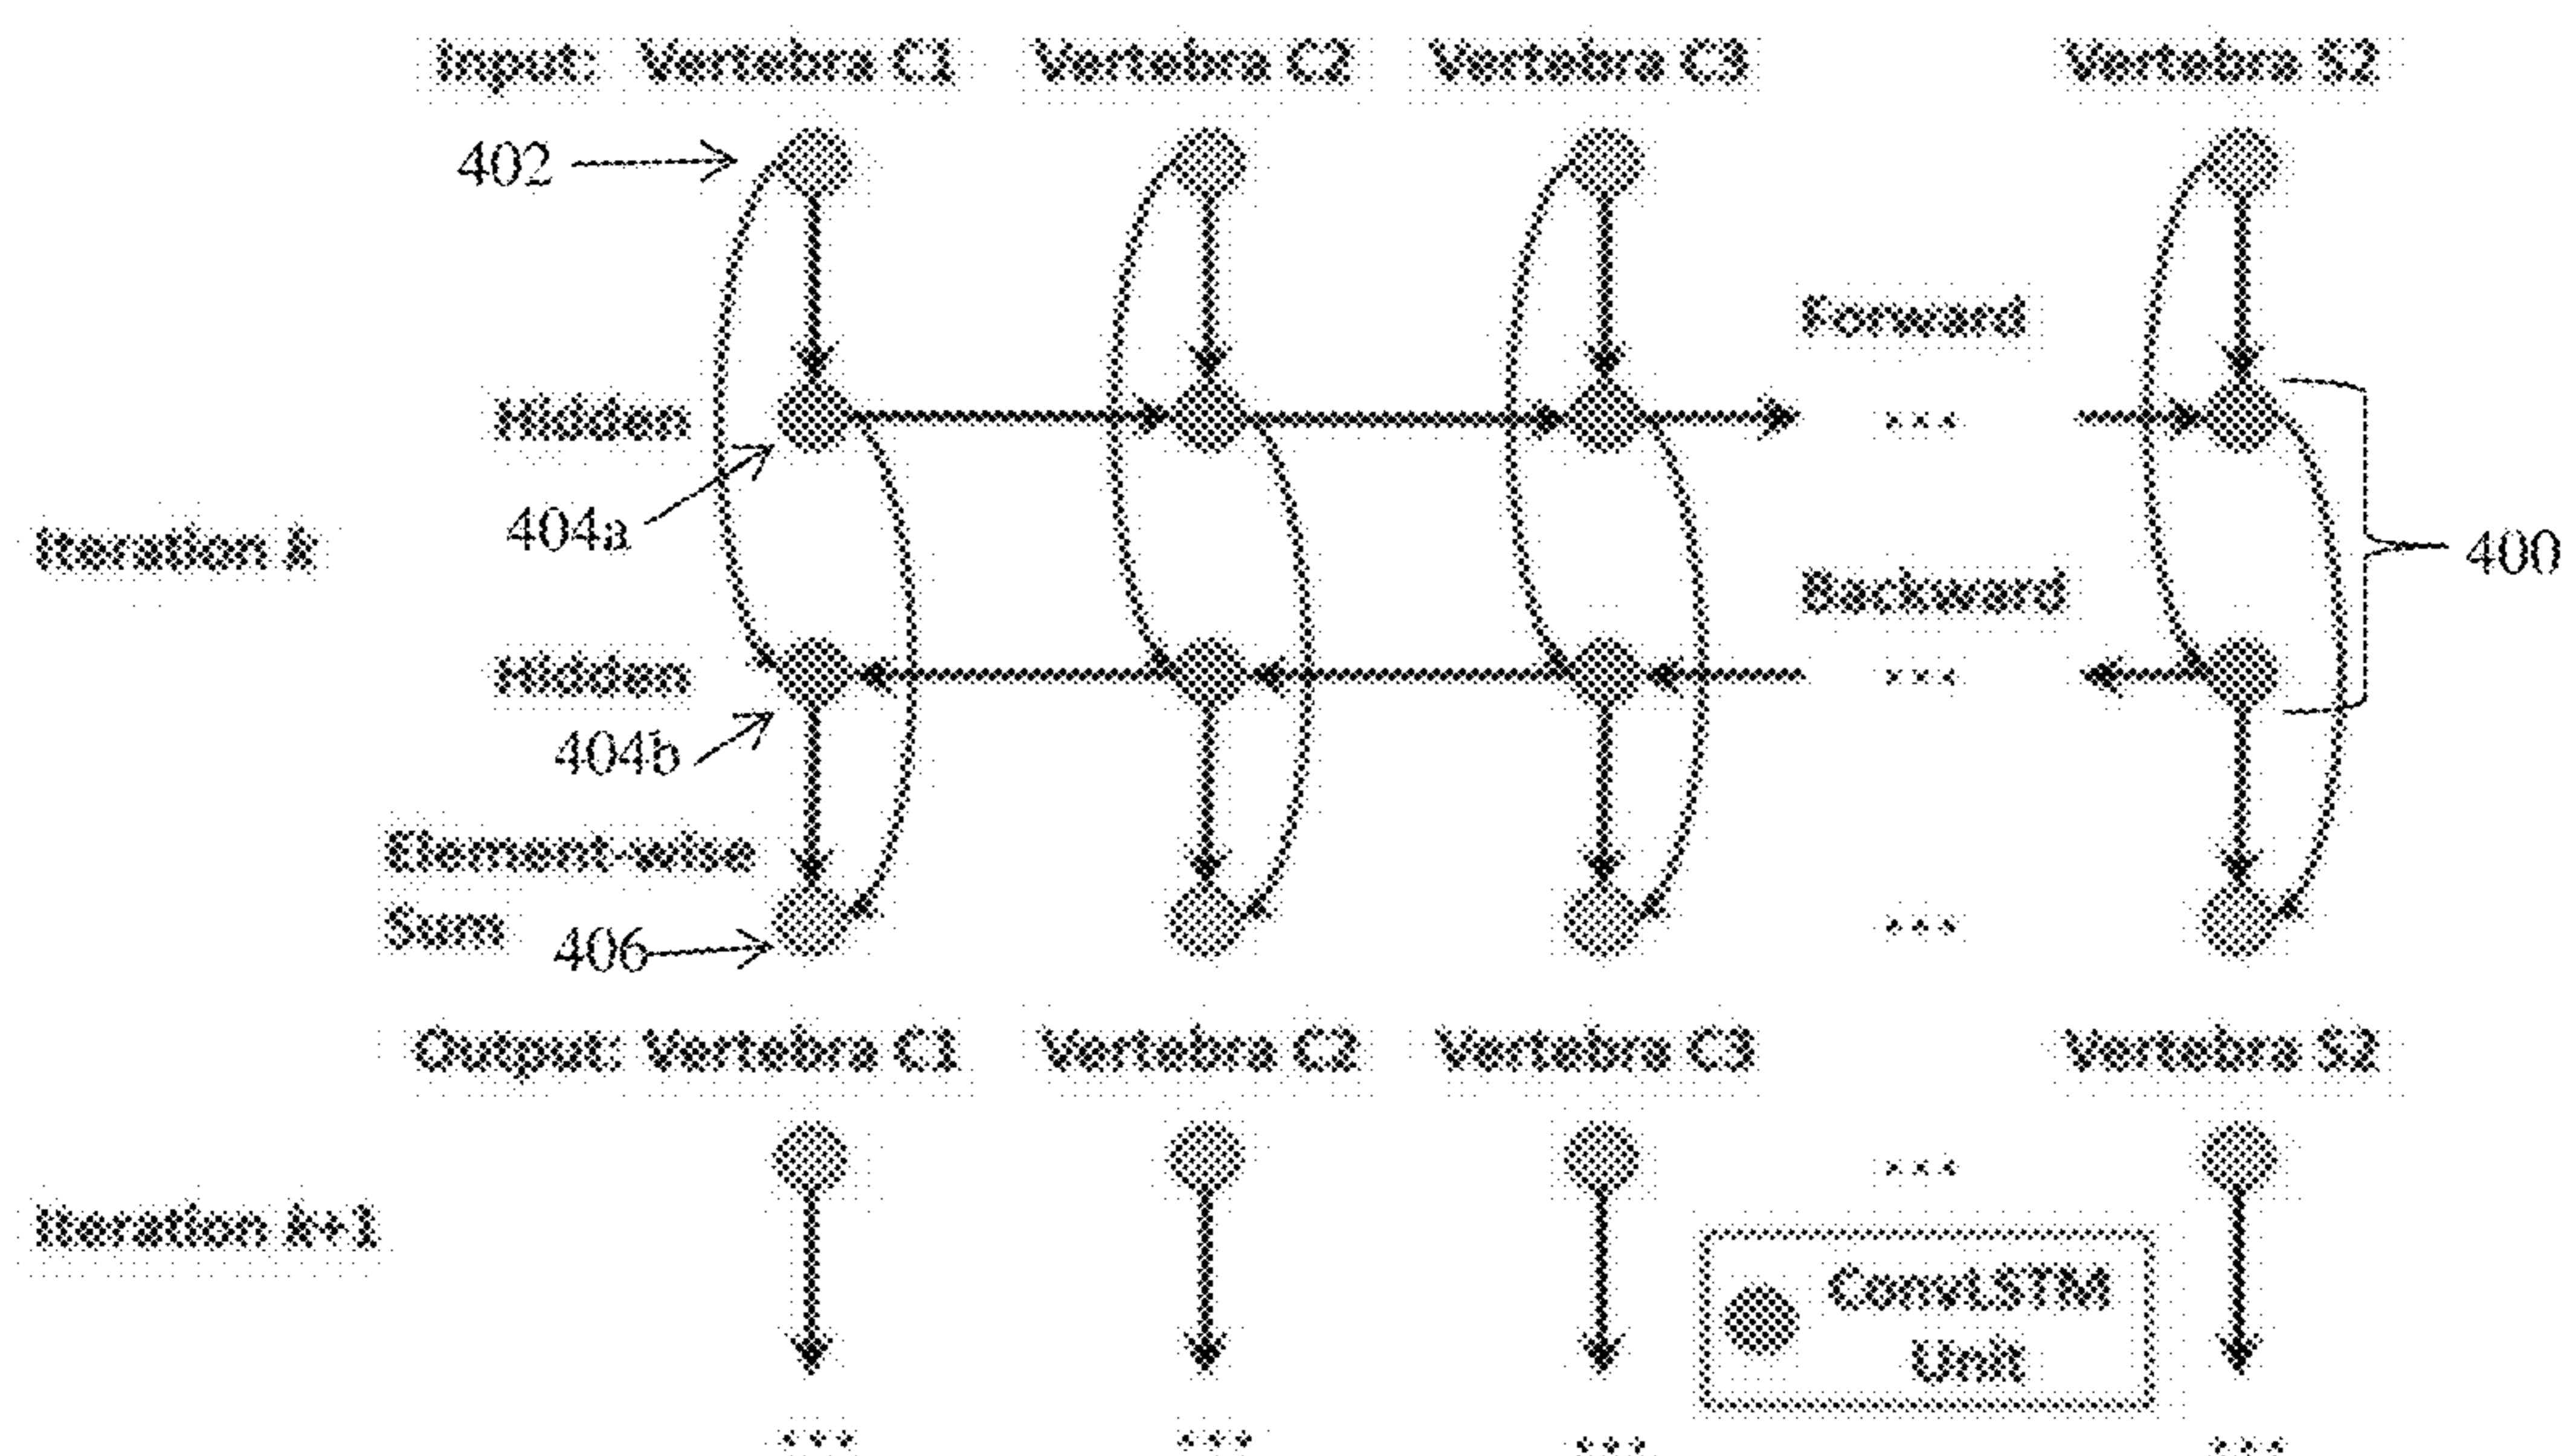 Input: Vertebra C1 Vertebra C2 Vertebra C3 Vertebra S2
402
Forward
Hidden ...
404a
Iteration k
400
Backward
Hidden ...
404b
Element-wise
Sum ...
406
Output: Vertebra C1 Vertebra C2 Vertebra C3 Vertebra S2
...
Iteration k+1
ConvLSTM
Unit
... ... ... ...